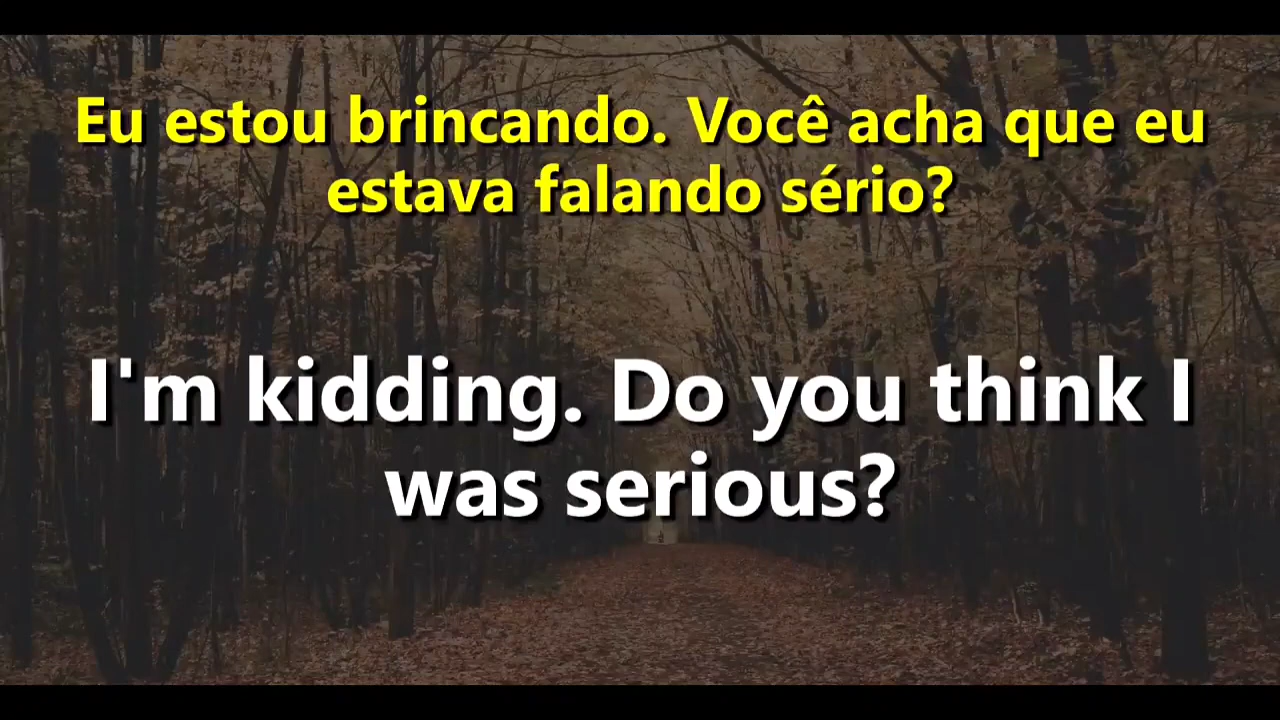 Eu estou brincando. Você acha que eu
estava falando sério?
I'm kidding. Do you think I
was serious?